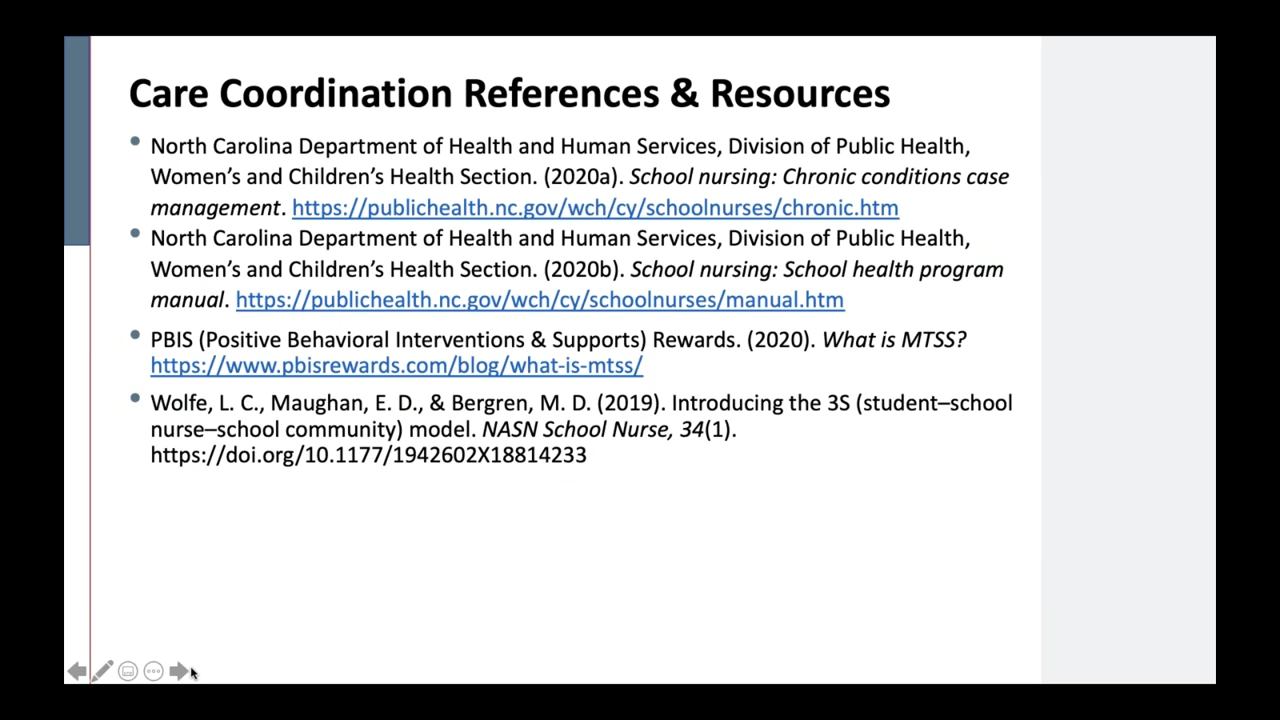 Care Coordination References & Resources
• North Carolina Department of Health and Human Services, Division of Public Health,
Women’s and Children’s Health Section. (2020a). School nursing: Chronic conditions case
management. https://publichealth.nc.gov/wch/cy/schoolnurses/chronic.htm
• North Carolina Department of Health and Human Services, Division of Public Health,
Women’s and Children’s Health Section. (2020b). School nursing: School health program
manual. https://publichealth.nc.gov/wch/cy/schoolnurses/manual.htm
• PBIS (Positive Behavioral Interventions & Supports) Rewards. (2020). What is MTSS?
https://www.pbisrewards.com/blog/what-is-mtss/
• Wolfe, L. C., Maughan, E. D., & Bergren, M. D. (2019). Introducing the 3S (student–school
nurse–school community) model. NASN School Nurse, 34(1).
https://doi.org/10.1177/1942602X18814233